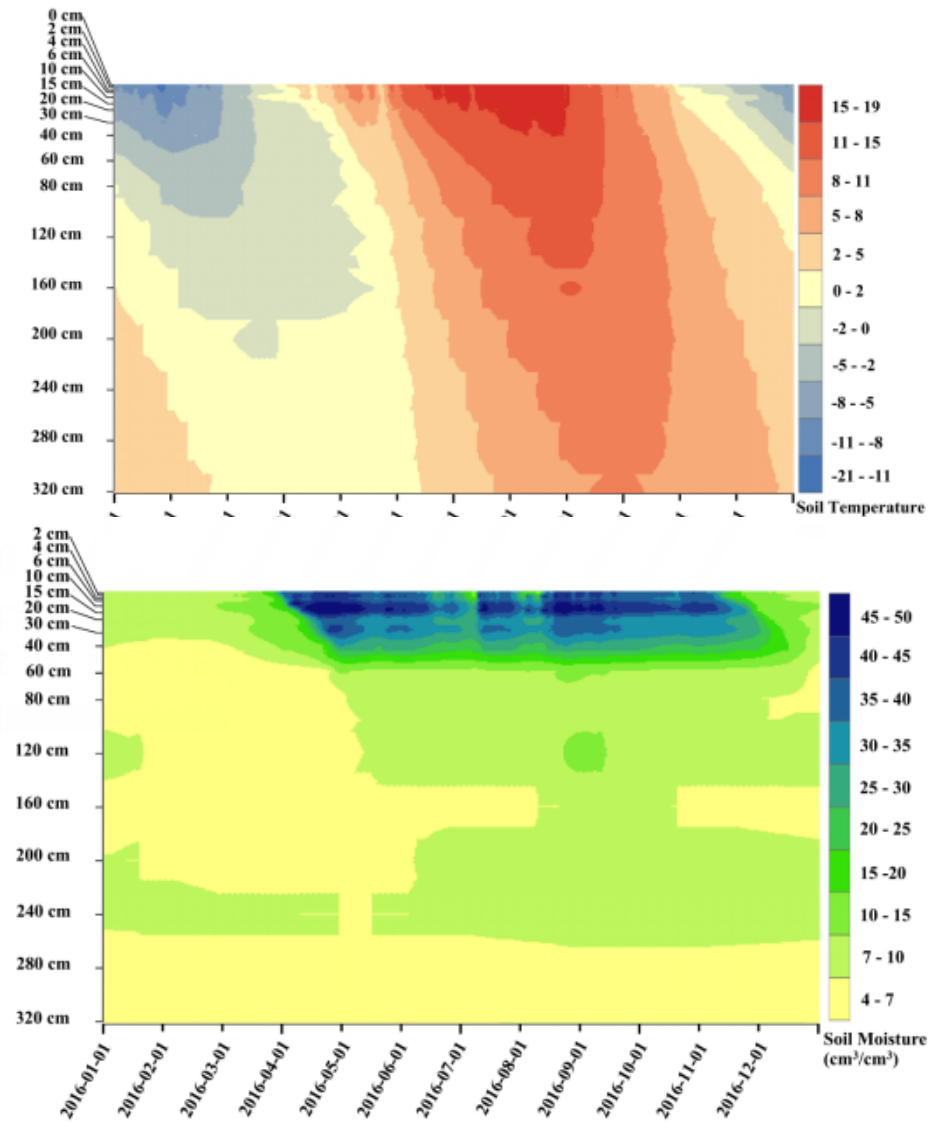 0 cm
2 cm
4 cm
6 cm
10 cm
15 cm
20 cm
30 cm
40 cm
60 cm
80 cm
120 cm
160 cm
200 cm
240 cm
280 cm
320 cm
15 - 19
11 - 15
8 - 11
5 - 8
2 - 5
0 - 2
-2 - 0
-5 - -2
-8 - -5
-11 - -8
-21 - -11
Soil Temperature
2 cm
4 cm
6 cm
10 cm
15 cm
20 cm
30 cm
40 cm
60 cm
80 cm
120 cm
160 cm
200 cm
240 cm
280 cm
320 cm
45 - 50
40 - 45
35 - 40
30 - 35
25 - 30
20 - 25
15 -20
10 - 15
7 - 10
4 - 7
Soil Moisture
(cm³/cm³)
2016-01-01
2016-02-01
2016-03-01
2016-04-01
2016-05-01
2016-06-01
2016-07-01
2016-08-01
2016-09-01
2016-10-01
2016-11-01
2016-12-01